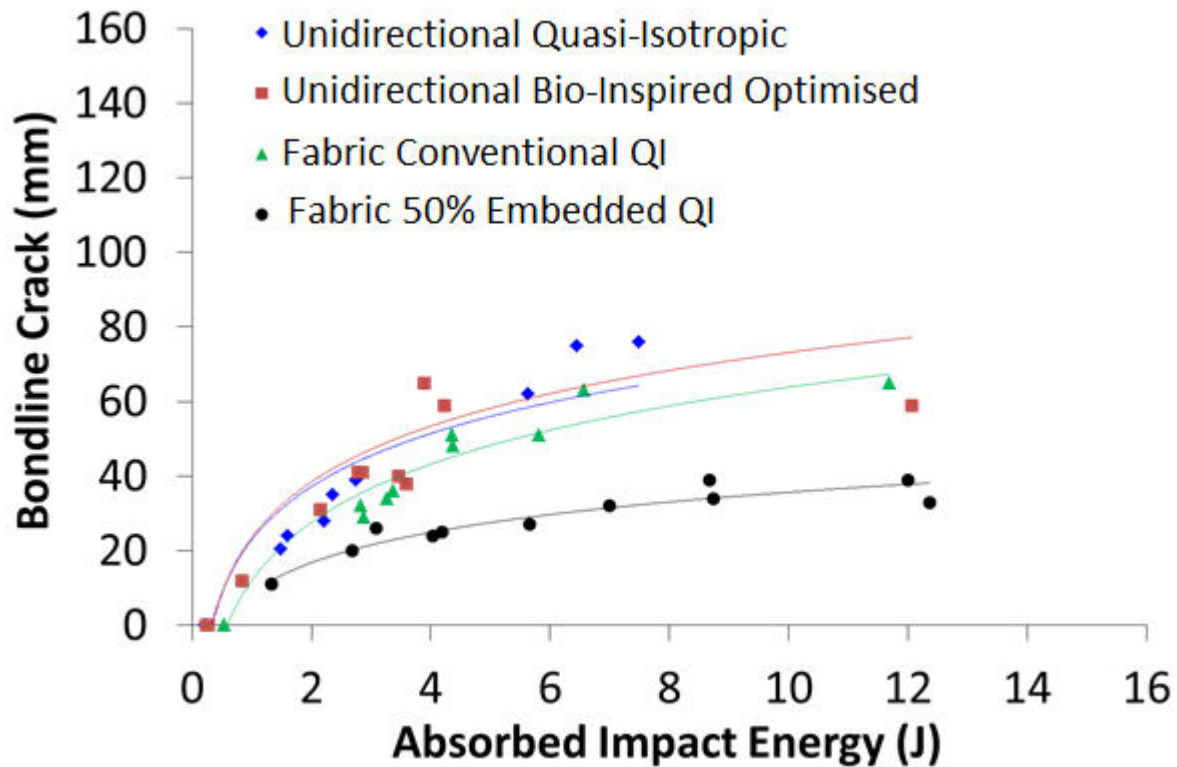 160
140
120
100
80
60
40
20
0
Bondline Crack (mm)
Unidirectional Quasi-Isotropic
Unidirectional Bio-Inspired Optimised
Fabric Conventional QI
Fabric 50% Embedded QI
0 2 4 6 8 10 12 14 16
Absorbed Impact Energy (J)